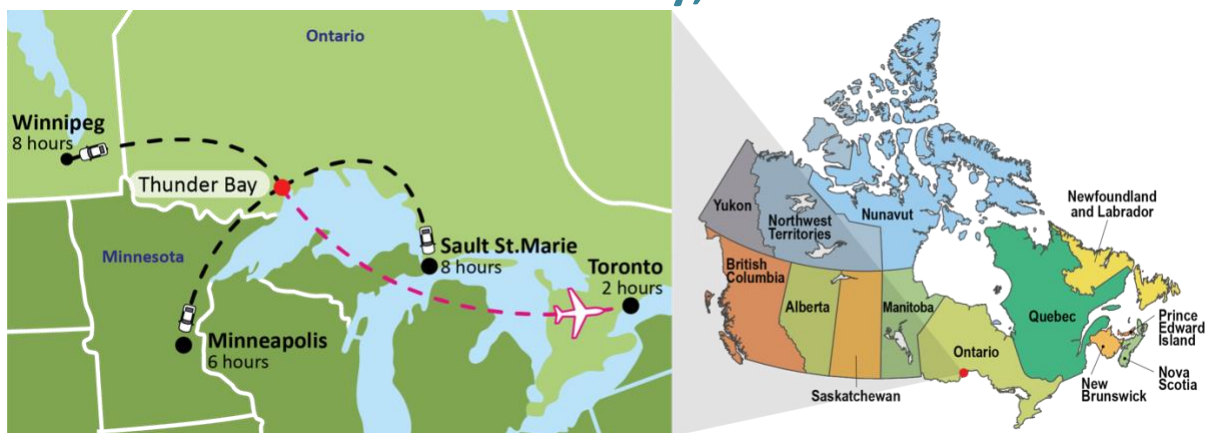 Ontario
Winnipeg
8 hours
Thunder Bay
Minnesota
Sault St.Marie
8 hours
Toronto
2 hours
Minneapolis
6 hours
Yukon
Northwest
Territories
Nunavut
Newfoundland
and Labrador
British
Columbia
Alberta
Manitoba
Quebec
Ontario
Prince
Edward
Island
Saskatchewan
New
Brunswick
Nova
Scotia